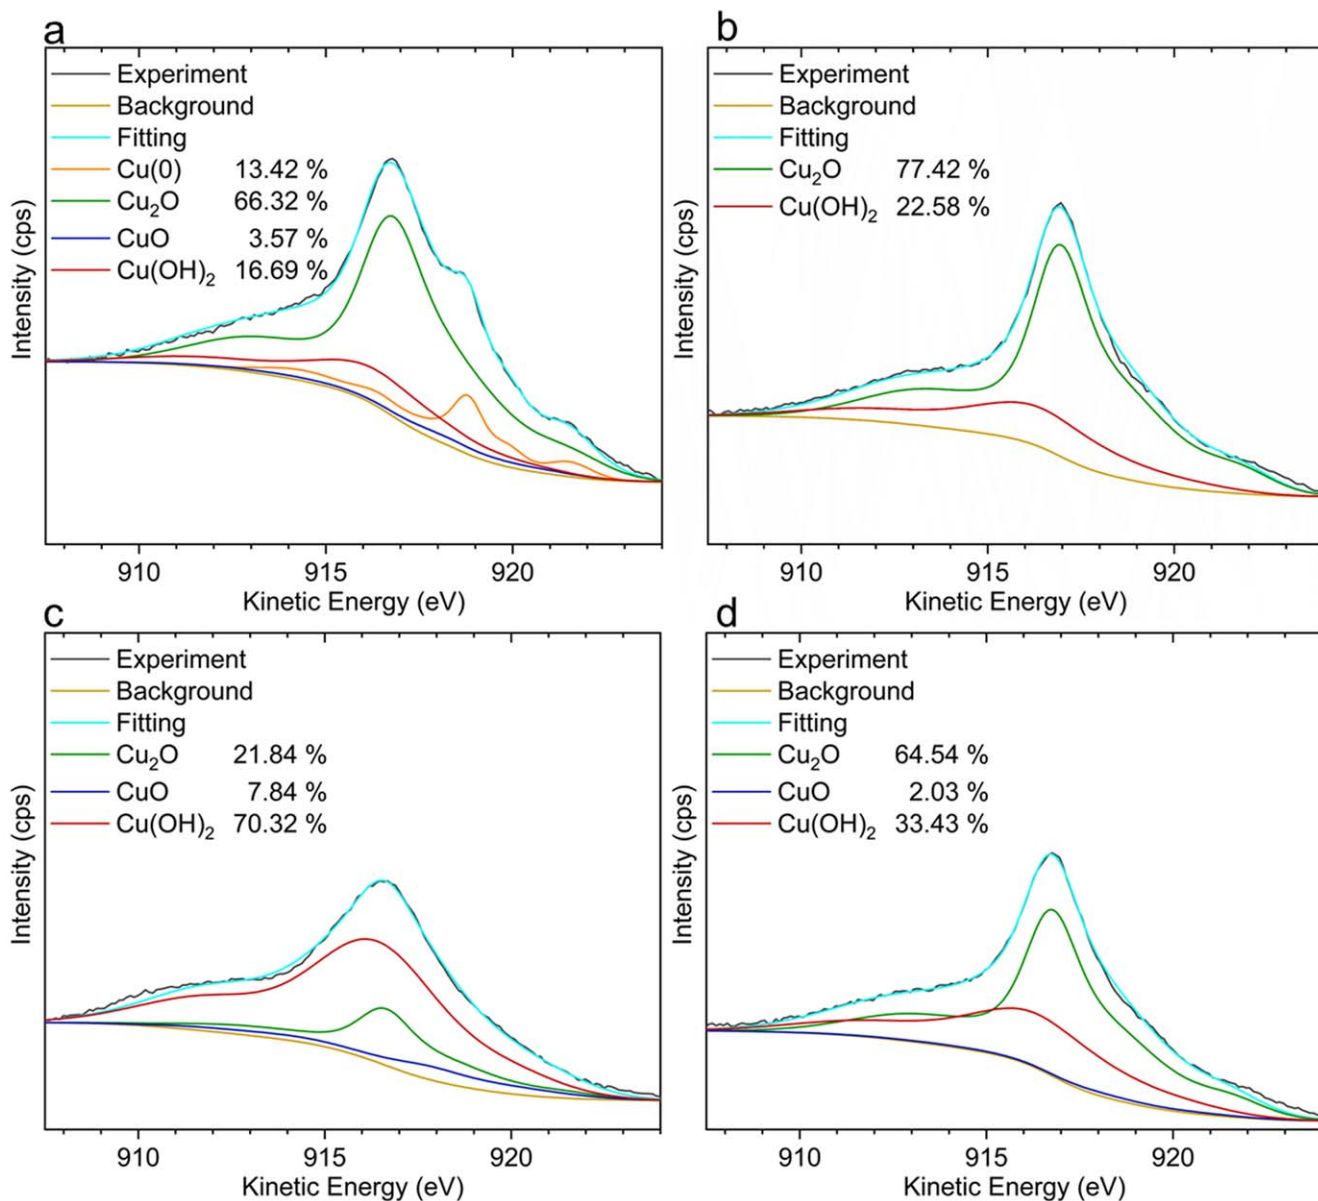 a
Experiment
Background
Fitting
Cu(0) 13.42 %
Cu₂O 66.32 %
CuO 3.57 %
Cu(OH)₂ 16.69 %
Intensity (cps)
910 915 920
Kinetic Energy (eV)
b
Experiment
Background
Fitting
Cu₂O 77.42 %
Cu(OH)₂ 22.58 %
Intensity (cps)
910 915 920
Kinetic Energy (eV)
c
Experiment
Background
Fitting
Cu₂O 21.84 %
CuO 7.84 %
Cu(OH)₂ 70.32 %
Intensity (cps)
910 915 920
Kinetic Energy (eV)
d
Experiment
Background
Fitting
Cu₂O 64.54 %
CuO 2.03 %
Cu(OH)₂ 33.43 %
Intensity (cps)
910 915 920
Kinetic Energy (eV)